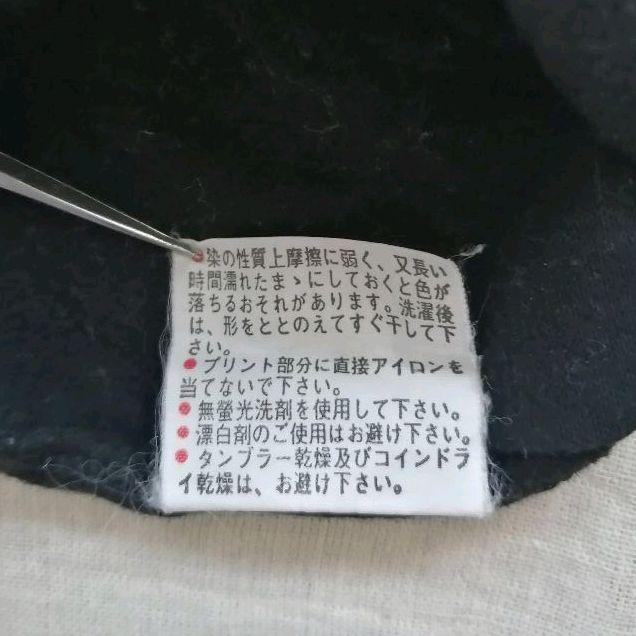 ●染の性質上摩擦に弱く、又長い
時間濡れたまゝにしておくと色が
落ちるおそれがあります。洗濯後
は、形をととのえてすぐ干して下
さい。
●プリント部分に直接アイロンを
当てないで下さい。
●無螢光洗剤を使用して下さい。
●漂白剤のご使用はお避け下さい。
●タンブラー乾燥及びコインドラ
イ乾燥は、お避け下さい。